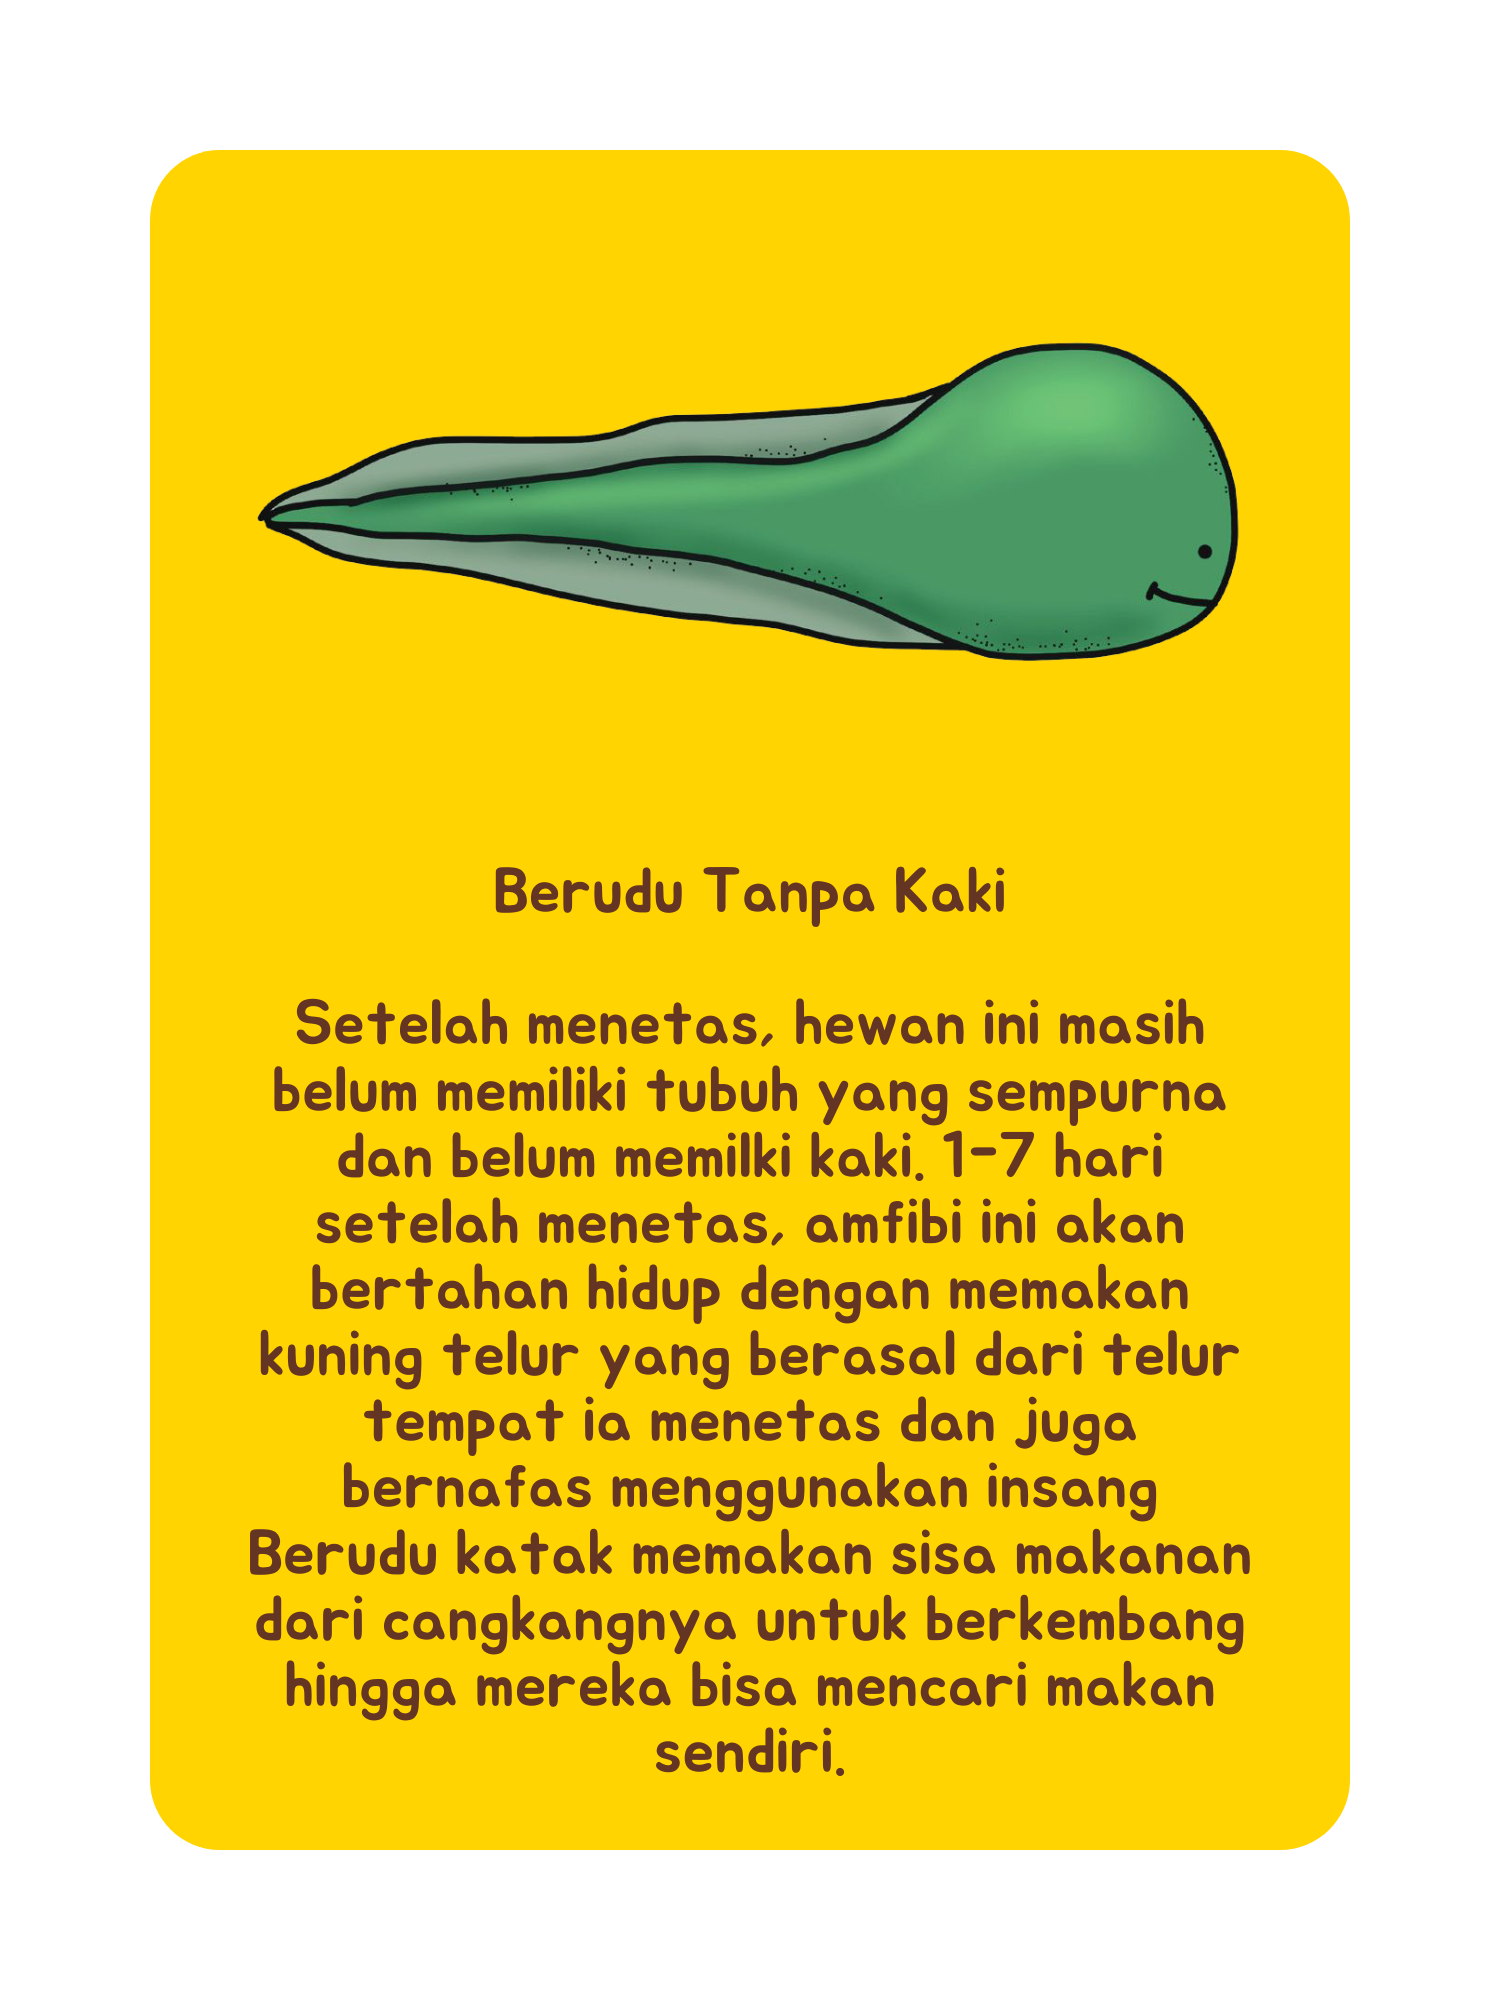 Berudu Tanpa Kaki
Setelah menetas, hewan ini masih
belum memiliki tubuh yang sempurna
dan belum memilki kaki. 1-7 hari
setelah menetas, amfibi ini akan
bertahan hidup dengan memakan
kuning telur yang berasal dari telur
tempat ia menetas dan juga
bernafas menggunakan insang
Berudu katak memakan sisa makanan
dari cangkangnya untuk berkembang
hingga mereka bisa mencari makan
sendiri.